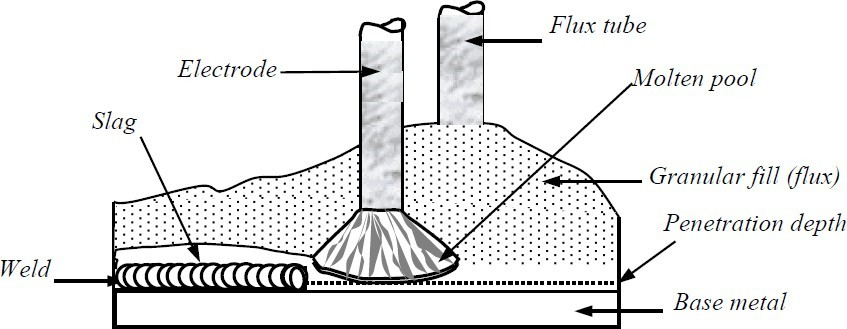 Flux tube
Electrode
Molten pool
Slag
Granular fill (flux)
Penetration depth
Weld
Base metal